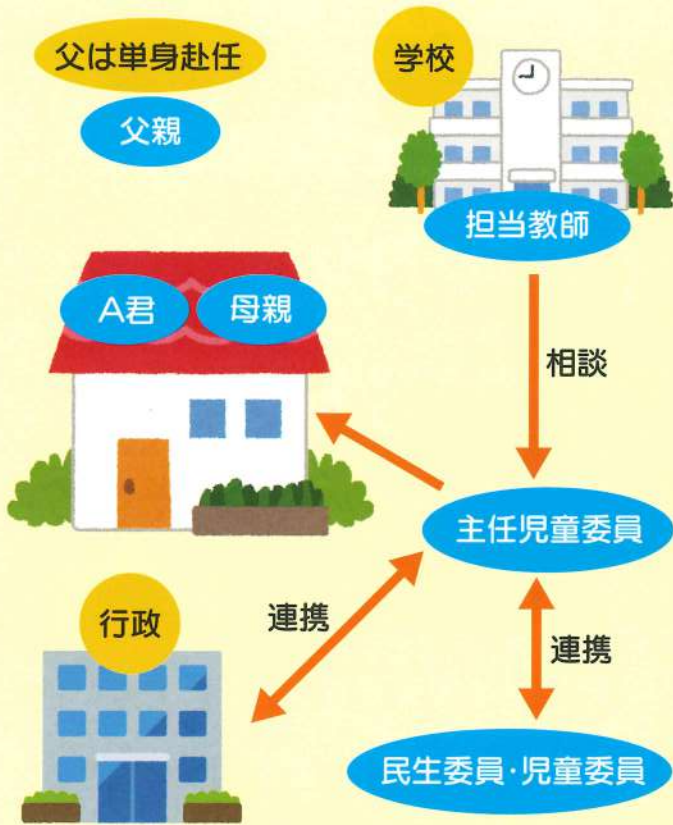 父は単身赴任
父親
学校
担当教師
A君
母親
相談
主任児童委員
行政
連携
連携
民生委員・児童委員